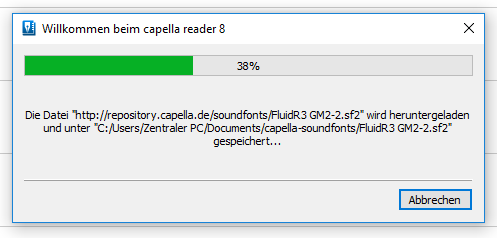 Willkommen beim capella reader 8
38%
Die Datei "http://repository.capella.de/soundfonts/FluidR3 GM2-2.sf2" wird heruntergeladen
und unter "C:/Users/Zentraler PC/Documents/capella-soundfonts/FluidR3 GM2-2.sf2"
gespeichert...
Abbrechen